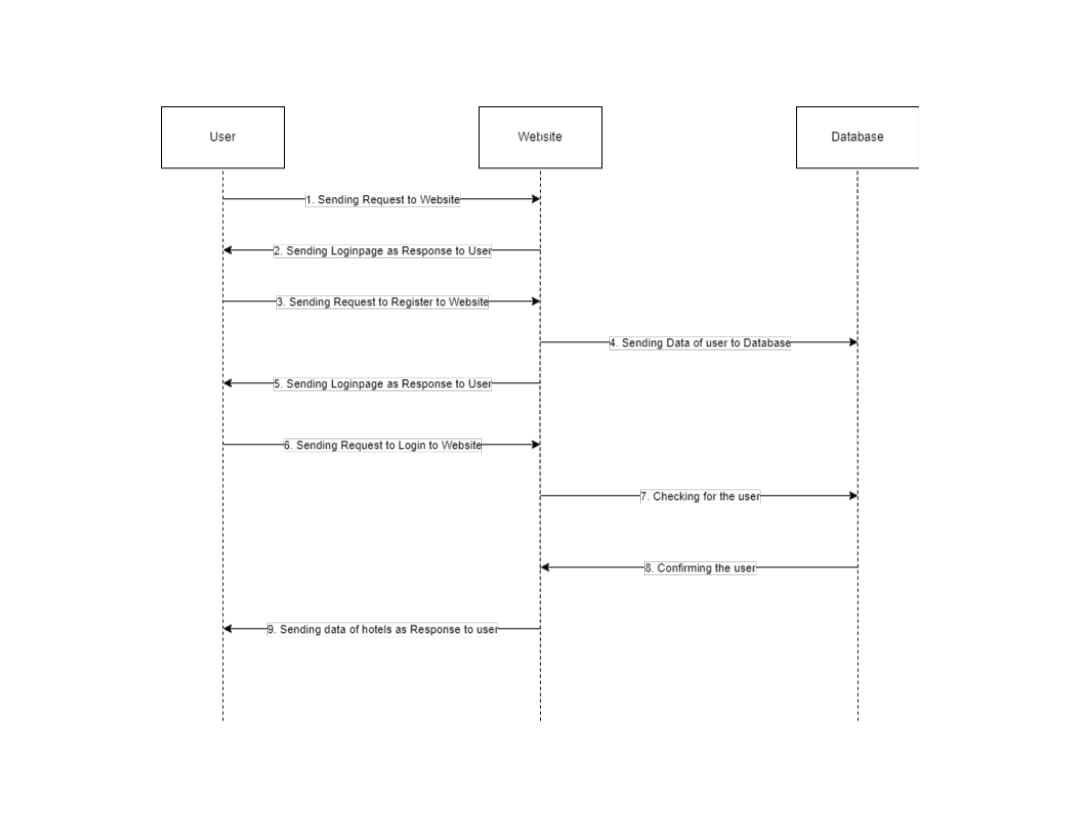 User
Website
Database
1. Sending Request to Website
2. Sending Loginpage as Response to User
3. Sending Request to Register to Website
4. Sending Data of user to Database
5. Sending Loginpage as Response to User
6. Sending Request to Login to Website
7. Checking for the user
8. Confirming the user
9. Sending data of hotels as Response to user